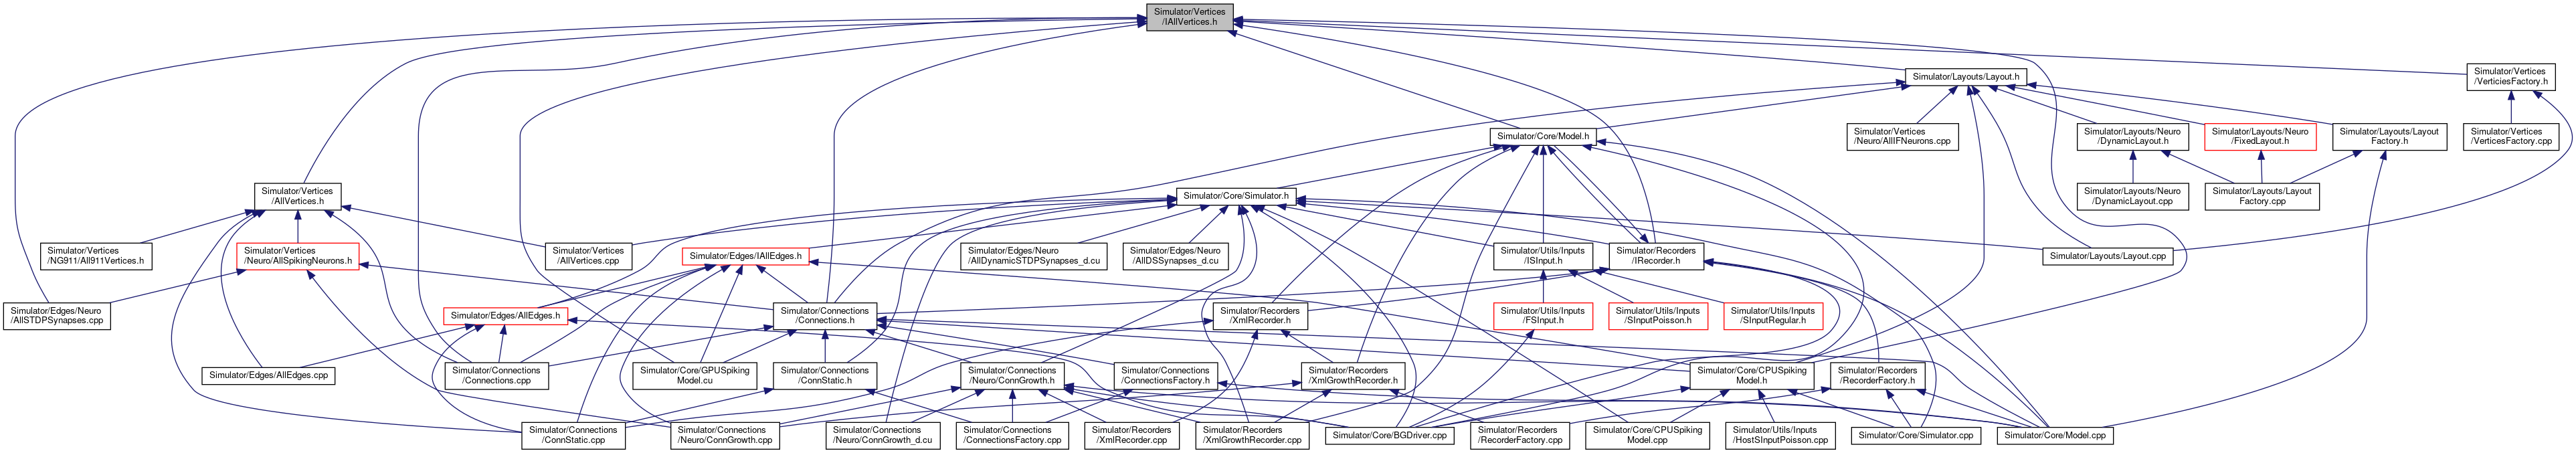 Simulator/Vertices
/IAllVertices.h
Simulator/Layouts/Layout.h
Simulator/Vertices
/VerticiesFactory.h
Simulator/Core/Model.h
Simulator/Vertices
Neuro/AllIFNeurons.cpp
Simulator/Layouts/Neuro
/DynamicLayout.h
Simulator/Layouts/Neuro
/FixedLayout.h
Simulator/Layouts/Layout
Factory.h
Simulator/Vertices
/VerticesFactory.cpp
Simulator/Vertices
/AllVertices.h
Simulator/Core/Simulator.h
Simulator/Layouts/Neuro
/DynamicLayout.cpp
Simulator/Layouts/Layout
Factory.cpp
Simulator/Vertices
/NG911/All911Vertices.h
Simulator/Vertices
Neuro/AllSpikingNeurons.h
Simulator/Vertices
/AllVertices.cpp
Simulator/Edges/IAllEdges.h
Simulator/Edges/Neuro
/AllDynamicSTDPSynapses_d.cu
Simulator/Edges/Neuro
/AllDSSynapses_d.cu
Simulator/Utils/Inputs
/ISInput.h
Simulator/Recorders
/IRecorder.h
Simulator/Layouts/Layout.cpp
Simulator/Edges/Neuro
/AllSTDPSynapses.cpp
Simulator/Edges/AllEdges.h
Simulator/Connections
/Connections.h
Simulator/Recorders
/XmlRecorder.h
Simulator/Utils/Inputs
/FSInput.h
Simulator/Utils/Inputs
/SInputPoisson.h
Simulator/Utils/Inputs
/SInputRegular.h
Simulator/Edges/AllEdges.cpp
Simulator/Connections
/Connections.cpp
Simulator/Core/GPUSpiking
Model.cu
Simulator/Connections
/ConnStatic.h
Simulator/Connections
/Neuro/ConnGrowth.h
Simulator/Connections
/ConnectionsFactory.h
Simulator/Recorders
/XmlGrowthRecorder.h
Simulator/Core/CPUSpiking
Model.h
Simulator/Recorders
/RecorderFactory.h
Simulator/Connections
/ConnStatic.cpp
Simulator/Connections
/Neuro/ConnGrowth.cpp
Simulator/Connections
/Neuro/ConnGrowth_d.cu
Simulator/Connections
/ConnectionsFactory.cpp
Simulator/Recorders
/XmlRecorder.cpp
Simulator/Recorders
/XmlGrowthRecorder.cpp
Simulator/Core/BGDriver.cpp
Simulator/Recorders
/RecorderFactory.cpp
Simulator/Core/CPUSpiking
Model.cpp
Simulator/Utils/Inputs
/HostSInputPoisson.cpp
Simulator/Core/Simulator.cpp
Simulator/Core/Model.cpp